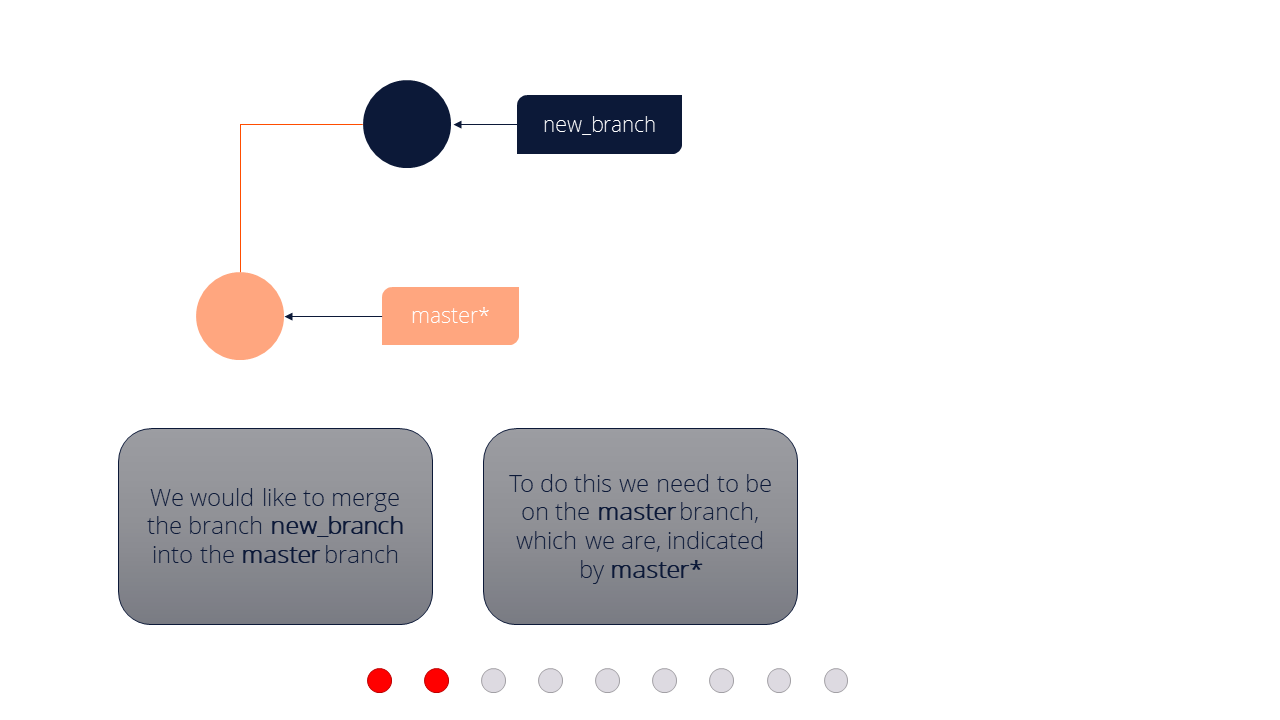 new_branch
master*
We would like to merge
the branch new_branch
into the master branch
To do this we need to be
on the master branch,
which we are, indicated
by master*